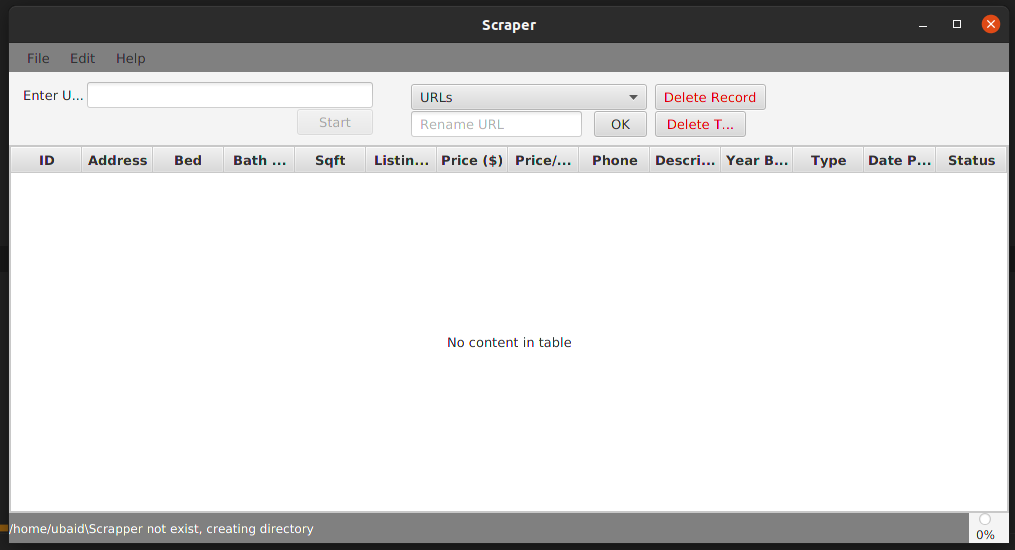 Scraper
File Edit Help
Enter U... URLs Delete Record
Start Rename URL OK Delete T...
ID Address Bed Bath ... Sqft Listin... Price ($) Price/... Phone Descri... Year B... Type Date P... Status
No content in table
/home/ubaid\Scrapper not exist, creating directory
0%